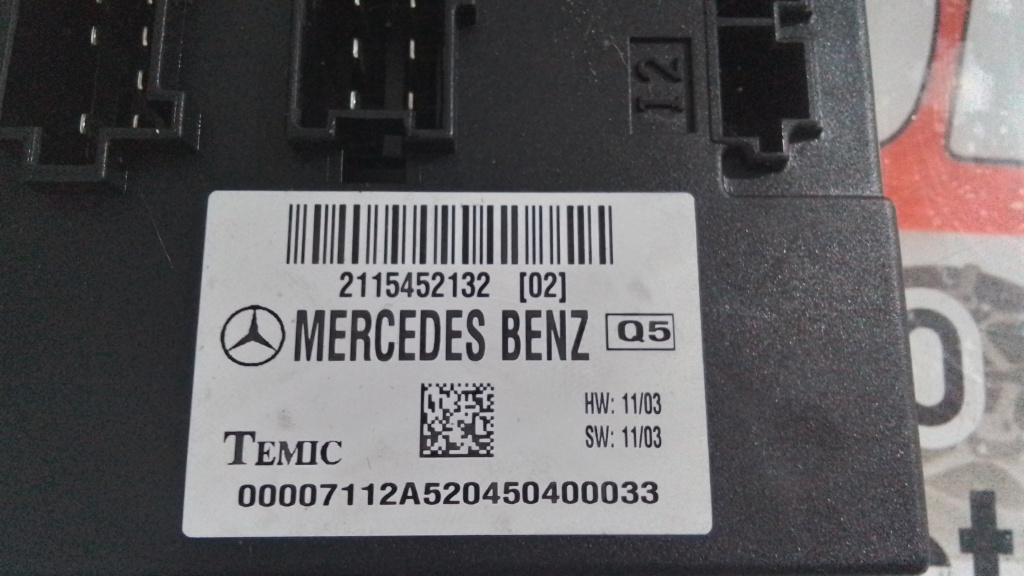 12
2115452132 [02]
MERCEDES BENZ Q5
HW: 11/03
SW: 11/03
TEMIC
00007112A520450400033